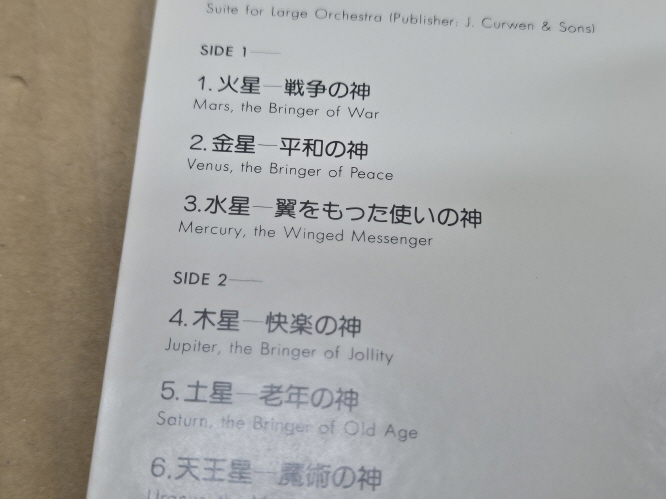 Suite for Large Orchestra (Publisher: J. Curwen & Sons)
SIDE 1—
1.火星—戦争の神
Mars, the Bringer of War
2.金星—平和の神
Venus, the Bringer of Peace
3.水星—翼をもった使いの神
Mercury, the Winged Messenger
SIDE 2—
4.木星—快楽の神
Jupiter, the Bringer of Jollity
5.土星—老年の神
Saturn, the Bringer of Old Age
6.天王星—魔術の神